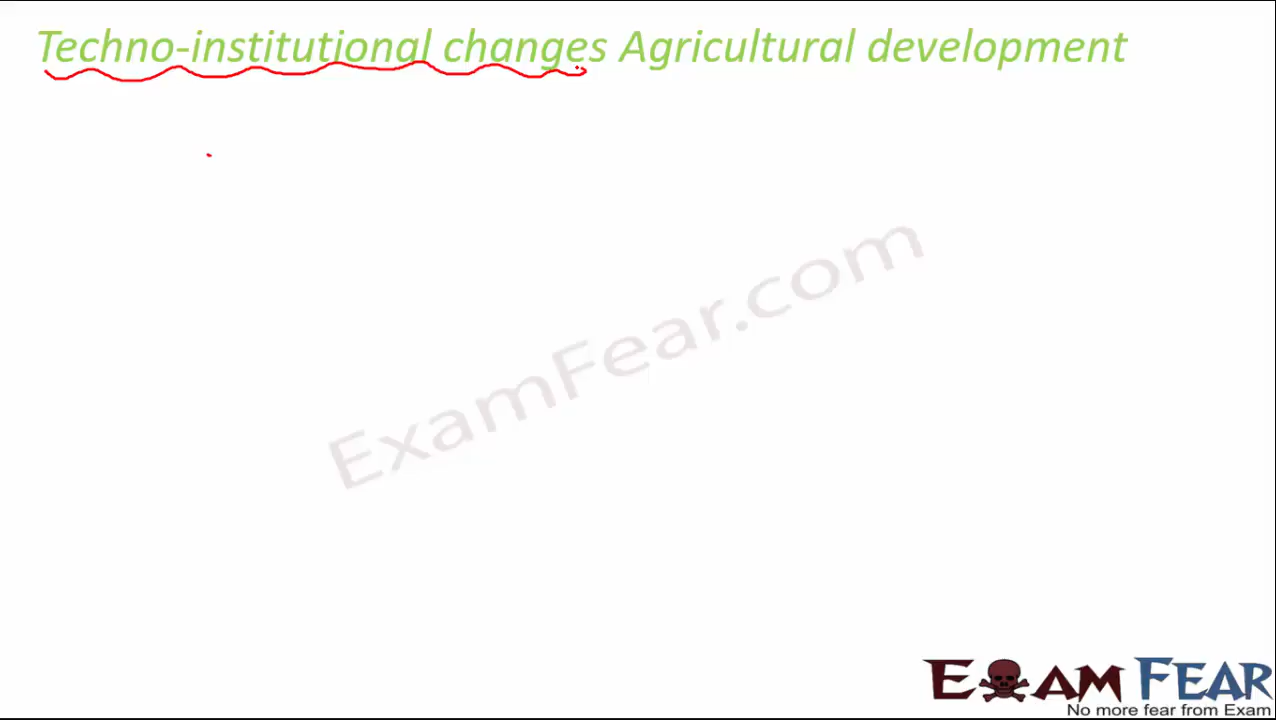 Techno-institutional changes Agricultural development
ExamFear.com
EXAM FEAR
No more fear from Exam